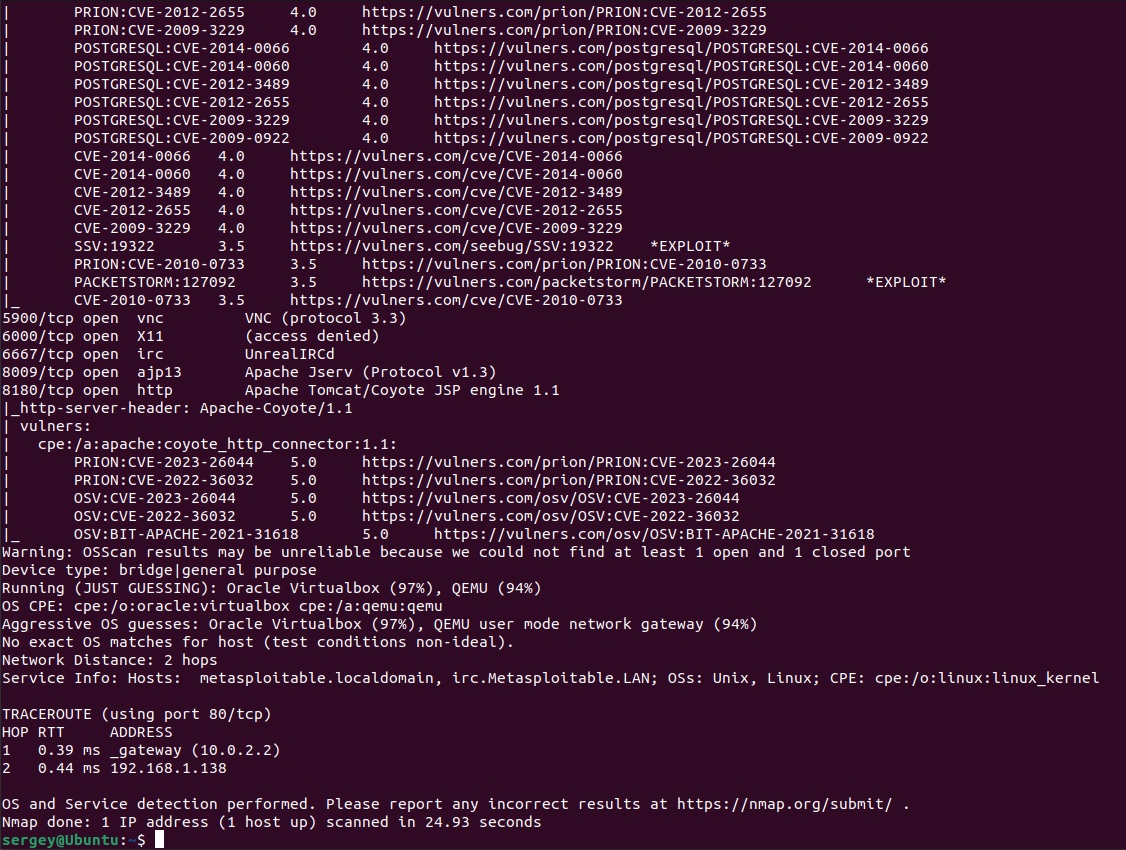 |       PRION:CVE-2012-2655     4.0     https://vulners.com/prion/PRION:CVE-2012-2655
|       PRION:CVE-2009-3229     4.0     https://vulners.com/prion/PRION:CVE-2009-3229
|       POSTGRESQL:CVE-2014-0066        4.0     https://vulners.com/postgresql/POSTGRESQL:CVE-2014-0066
|       POSTGRESQL:CVE-2014-0060        4.0     https://vulners.com/postgresql/POSTGRESQL:CVE-2014-0060
|       POSTGRESQL:CVE-2012-3489        4.0     https://vulners.com/postgresql/POSTGRESQL:CVE-2012-3489
|       POSTGRESQL:CVE-2012-2655        4.0     https://vulners.com/postgresql/POSTGRESQL:CVE-2012-2655
|       POSTGRESQL:CVE-2009-3229        4.0     https://vulners.com/postgresql/POSTGRESQL:CVE-2009-3229
|       POSTGRESQL:CVE-2009-0922        4.0     https://vulners.com/postgresql/POSTGRESQL:CVE-2009-0922
|       CVE-2014-0066   4.0     https://vulners.com/cve/CVE-2014-0066
|       CVE-2014-0060   4.0     https://vulners.com/cve/CVE-2014-0060
|       CVE-2012-3489   4.0     https://vulners.com/cve/CVE-2012-3489
|       CVE-2012-2655   4.0     https://vulners.com/cve/CVE-2012-2655
|       CVE-2009-3229   4.0     https://vulners.com/cve/CVE-2009-3229
|       SSV:19322       3.5     https://vulners.com/seebug/SSV:19322    *EXPLOIT*
|       PRION:CVE-2010-0733     3.5     https://vulners.com/prion/PRION:CVE-2010-0733
|       PACKETSTORM:127092      3.5     https://vulners.com/packetstorm/PACKETSTORM:127092      *EXPLOIT*
|_      CVE-2010-0733   3.5     https://vulners.com/cve/CVE-2010-0733
5900/tcp open  vnc         VNC (protocol 3.3)
6000/tcp open  X11         (access denied)
6667/tcp open  irc         UnrealIRCd
8009/tcp open  ajp13       Apache Jserv (Protocol v1.3)
8180/tcp open  http        Apache Tomcat/Coyote JSP engine 1.1
|_http-server-header: Apache-Coyote/1.1
| vulners:
|   cpe:/a:apache:coyote_http_connector:1.1:
|       PRION:CVE-2023-26044    5.0     https://vulners.com/prion/PRION:CVE-2023-26044
|       PRION:CVE-2022-36032    5.0     https://vulners.com/prion/PRION:CVE-2022-36032
|       OSV:CVE-2023-26044      5.0     https://vulners.com/osv/OSV:CVE-2023-26044
|       OSV:CVE-2022-36032      5.0     https://vulners.com/osv/OSV:CVE-2022-36032
|_      OSV:BIT-APACHE-2021-31618       5.0     https://vulners.com/osv/OSV:BIT-APACHE-2021-31618
Warning: OSScan results may be unreliable because we could not find at least 1 open and 1 closed port
Device type: bridge|general purpose
Running (JUST GUESSING): Oracle Virtualbox (97%), QEMU (94%)
OS CPE: cpe:/o:oracle:virtualbox cpe:/a:qemu:qemu
Aggressive OS guesses: Oracle Virtualbox (97%), QEMU user mode network gateway (94%)
No exact OS matches for host (test conditions non-ideal).
Network Distance: 2 hops
Service Info: Hosts:  metasploitable.localdomain, irc.Metasploitable.LAN; OSs: Unix, Linux; CPE: cpe:/o:linux:linux_kernel

TRACEROUTE (using port 80/tcp)
HOP RTT     ADDRESS
1   0.39 ms _gateway (10.0.2.2)
2   0.44 ms 192.168.1.138

OS and Service detection performed. Please report any incorrect results at https://nmap.org/submit/ .
Nmap done: 1 IP address (1 host up) scanned in 24.93 seconds
sergey@Ubuntu:~$